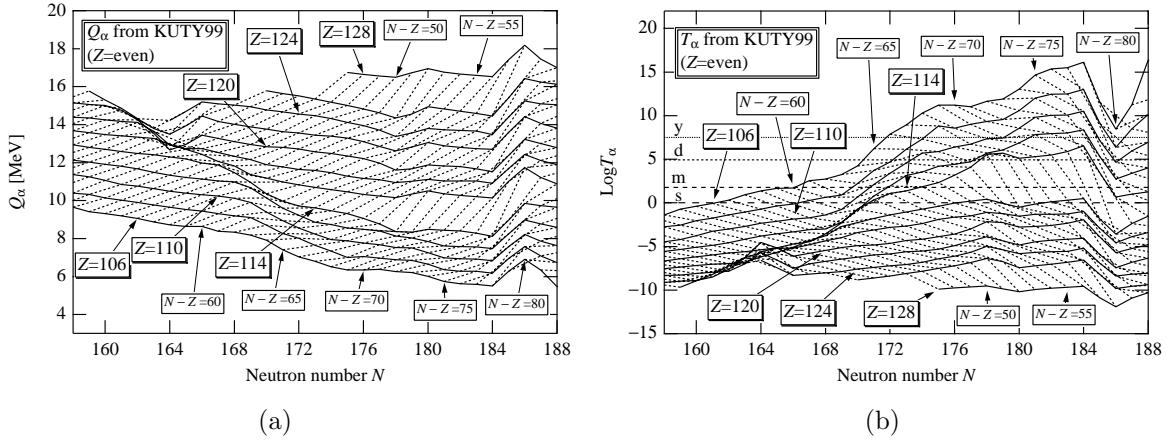 20
18
16
14
12
10
8
6
4
Qα [MeV]
160
164
168
172
176
180
184
188
Neutron number N
Qα from KUTY99
(Z=even)
Z=124
Z=128
N−Z=50
N−Z=55
Z=120
Z=106
Z=110
N−Z=60
Z=114
N−Z=65
N−Z=70
N−Z=75
N−Z=80
(a)
22
20
15
10
5
0
−5
−10
−15
LogTα
160
164
168
172
176
180
184
188
Neutron number N
Tα from KUTY99
(Z=even)
N−Z=65
N−Z=70
N−Z=75
N−Z=80
Z=114
N−Z=60
Z=106
Z=110
y
d
m
s
Z=120
Z=124
Z=128
N−Z=50
N−Z=55
(b)